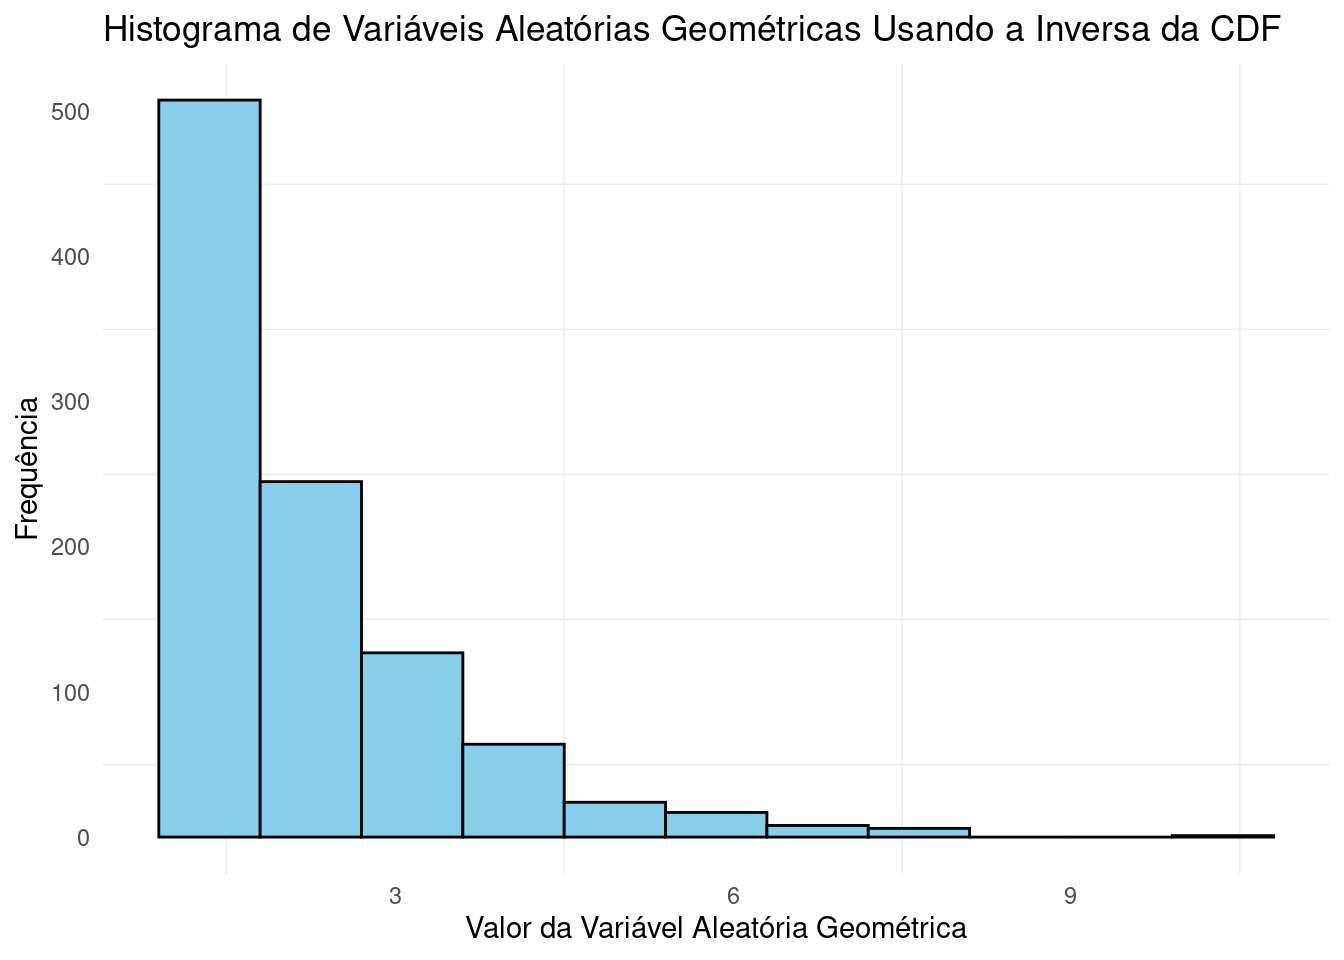 Histograma de Variáveis Aleatórias Geométricas Usando a Inversa da CDF
500
400
300
200
100
0
Frequência
3 6 9
Valor da Variável Aleatória Geométrica